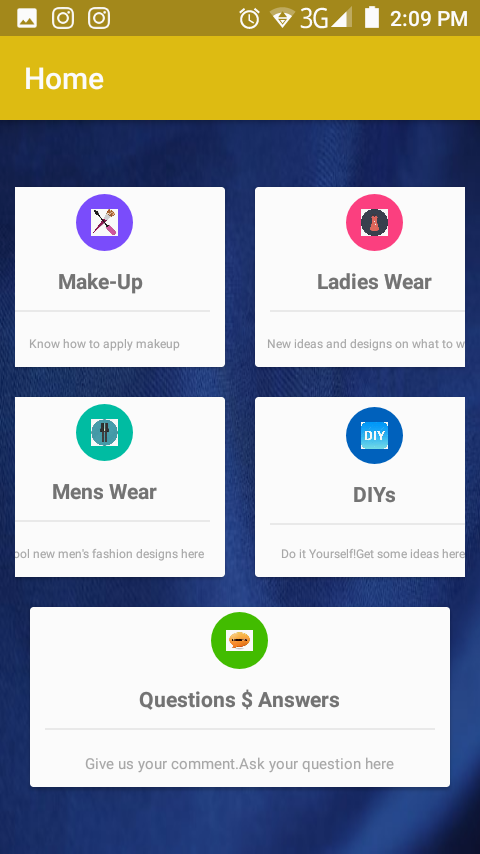 3G 2:09 PM
Home
Make-Up
Know how to apply makeup
Ladies Wear
New ideas and designs on what to w
Mens Wear
ool new men's fashion designs here
DIY
DIYs
Do it Yourself!Get some ideas here
Questions $ Answers
Give us your comment.Ask your question here